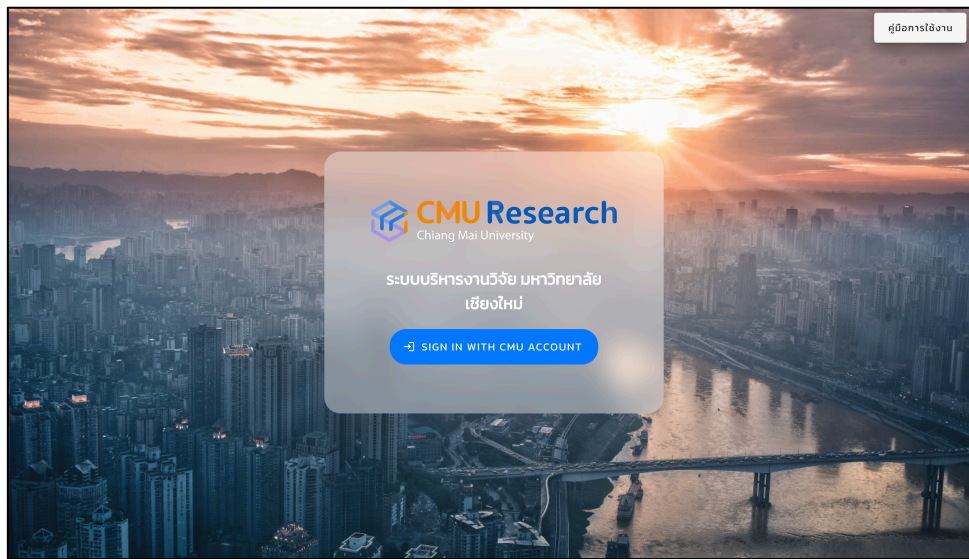 คู่มือการใช้งาน
CMU Research
Chiang Mai University
ระบบบริหารงานวิจัย มหาวิทยาลัย
เชียงใหม่
SIGN IN WITH CMU ACCOUNT